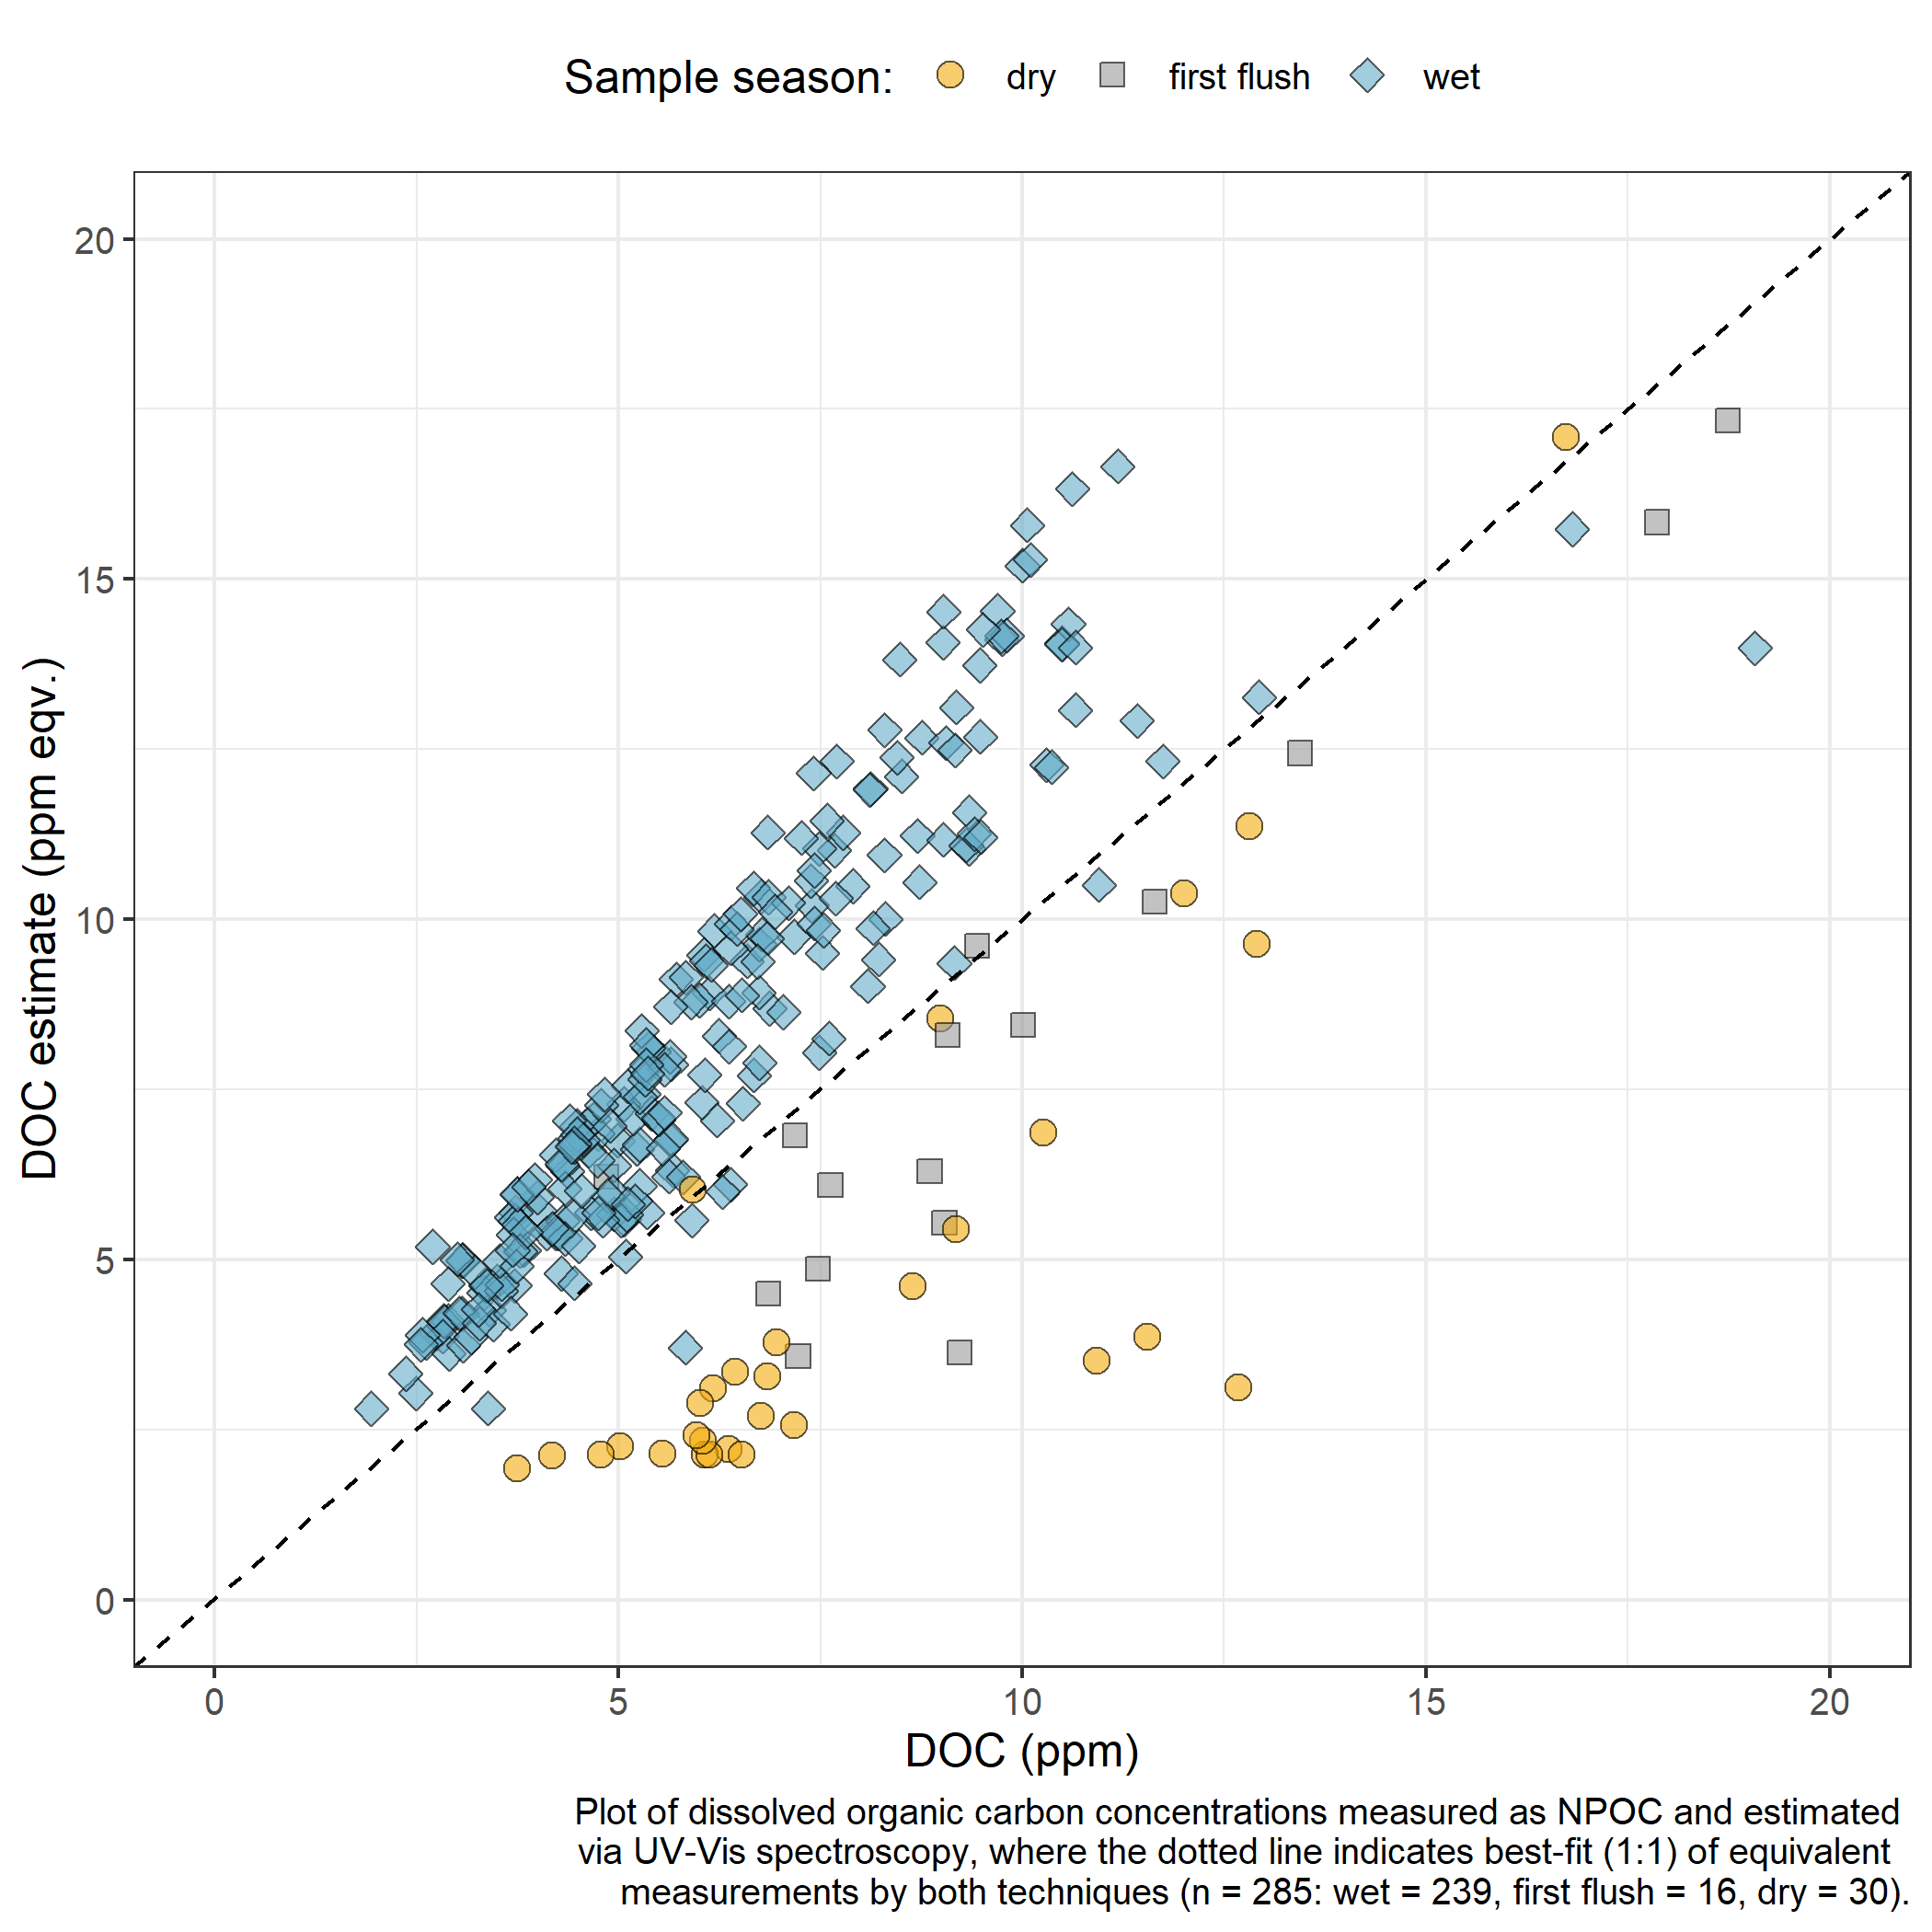 Sample season: dry first flush wet
20
15
10
5
0
DOC estimate (ppm eqv.)
0 5 10 15 20
DOC (ppm)
Plot of dissolved organic carbon concentrations measured as NPOC and estimated
via UV-Vis spectroscopy, where the dotted line indicates best-fit (1:1) of equivalent
measurements by both techniques (n = 285: wet = 239, first flush = 16, dry = 30).